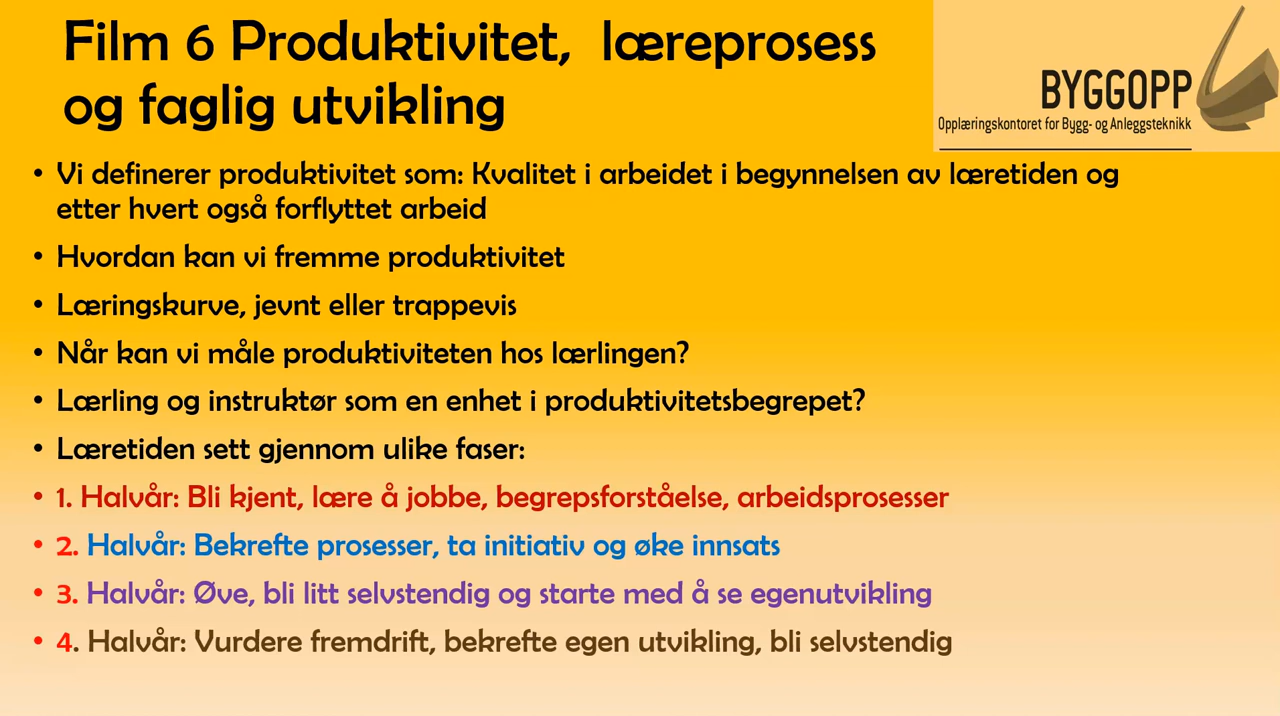 Film 6 Produktivitet, læreprosess
og faglig utvikling
BYGGOPP
Opplæringskontoret for Bygg- og Anleggsteknikk
• Vi definerer produktivitet som: Kvalitet i arbeidet i begynnelsen av læretiden og
etter hvert også forflyttet arbeid
• Hvordan kan vi fremme produktivitet
• Læringskurve, jevnt eller trappevis
• Når kan vi måle produktiviteten hos lærlingen?
• Lærling og instruktør som en enhet i produktivitetsbegrepet?
• Læretiden sett gjennom ulike faser:
• 1. Halvår: Bli kjent, lære å jobbe, begrepsforståelse, arbeidsprosesser
• 2. Halvår: Bekrefte prosesser, ta initiativ og øke innsats
• 3. Halvår: Øve, bli litt selvstendig og starte med å se egenutvikling
• 4. Halvår: Vurdere fremdrift, bekrefte egen utvikling, bli selvstendig